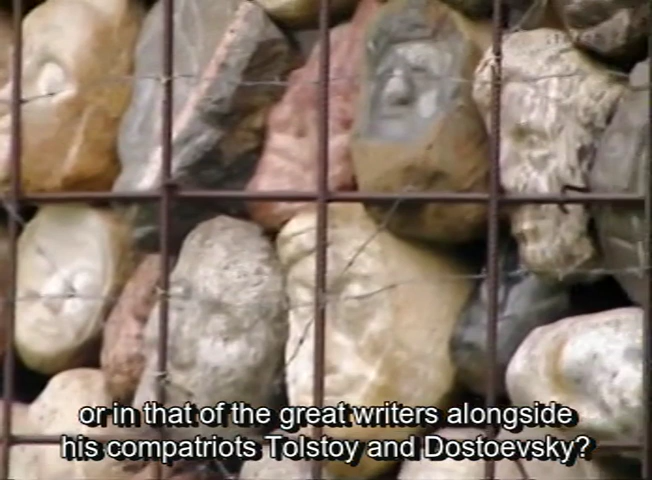 or in that of the great writers alongside
his compatriots Tolstoy and Dostoevsky?